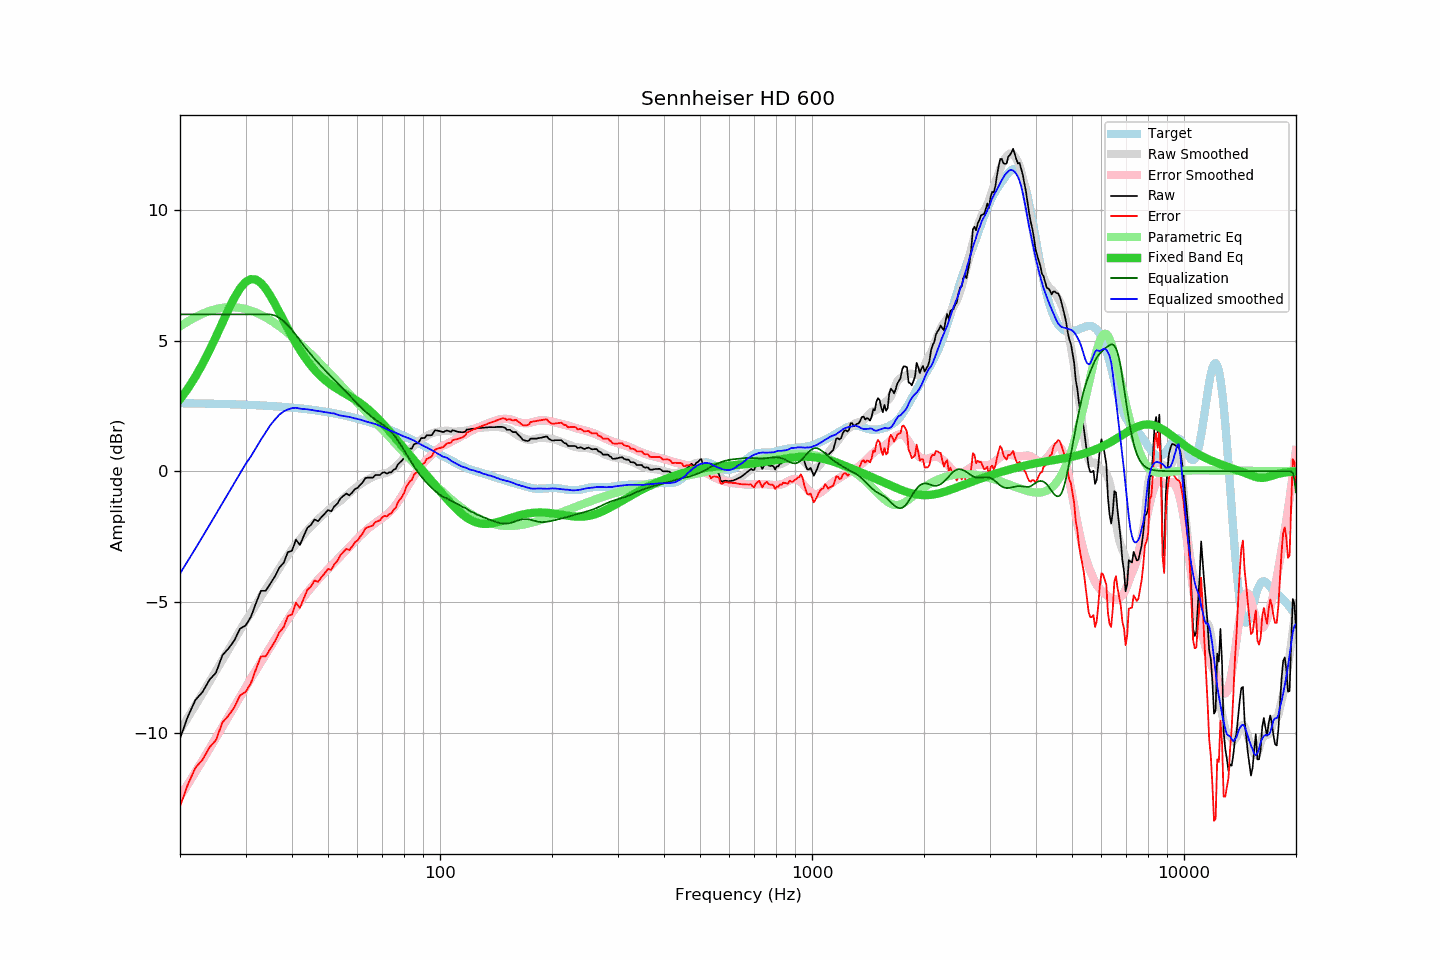 Sennheiser HD 600
Target
Raw Smoothed
Error Smoothed
Raw
Error
Parametric Eq
Fixed Band Eq
Equalization
Equalized smoothed
Amplitude (dBr)
10
5
0
−5
−10
100
1000
10000
Frequency (Hz)